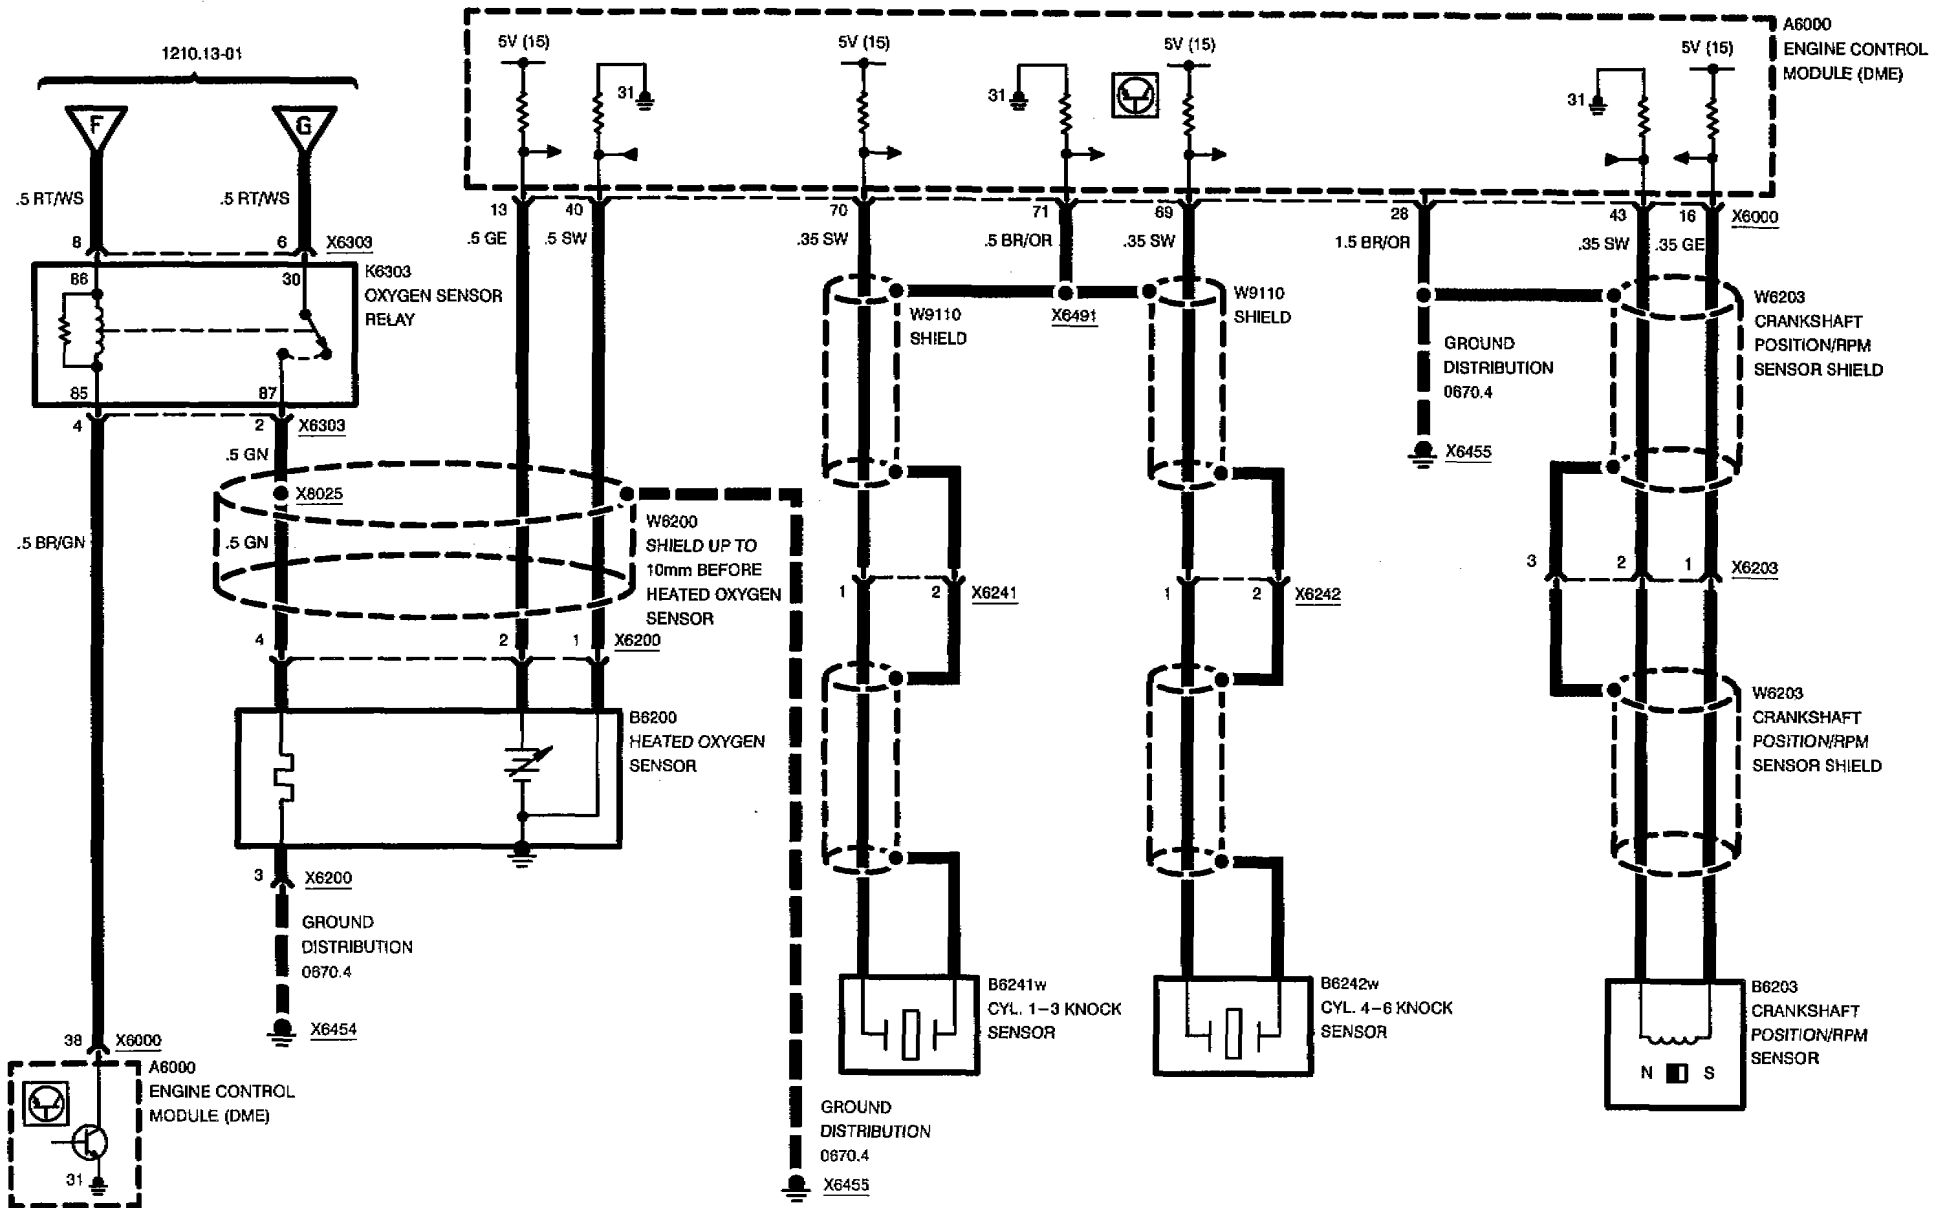 1210.13-01
F
G
.5 RT/WS
.5 RT/WS
8
6
X6303
86
30
K6303
OXYGEN SENSOR
RELAY
85
87
4
2
X6303
.5 GN
X8025
.5 GN
.5 BR/GN
4
2
1
X6200
W6200
SHIELD UP TO
10mm BEFORE
HEATED OXYGEN
SENSOR
B6200
HEATED OXYGEN
SENSOR
3
X6200
GROUND
DISTRIBUTION
0670.4
X6454
38
X6000
A6000
ENGINE CONTROL
MODULE (DME)
31
5V (15)
31
5V (15)
31
5V (15)
31
5V (15)
A6000
ENGINE CONTROL
MODULE (DME)
13
40
70
71
69
28
43
16
X6000
.5 GE
.5 SW
.35 SW
.5 BR/OR
.35 SW
1.5 BR/OR
.35 SW
.35 GE
W9110
SHIELD
X6491
W9110
SHIELD
GROUND
DISTRIBUTION
0670.4
X6455
W6203
CRANKSHAFT
POSITION/RPM
SENSOR SHIELD
1
2
X6241
1
2
X6242
3
2
1
X6203
W6203
CRANKSHAFT
POSITION/RPM
SENSOR SHIELD
B6241w
CYL. 1–3 KNOCK
SENSOR
B6242w
CYL. 4–6 KNOCK
SENSOR
B6203
CRANKSHAFT
POSITION/RPM
SENSOR
N
S
GROUND
DISTRIBUTION
0670.4
X6455